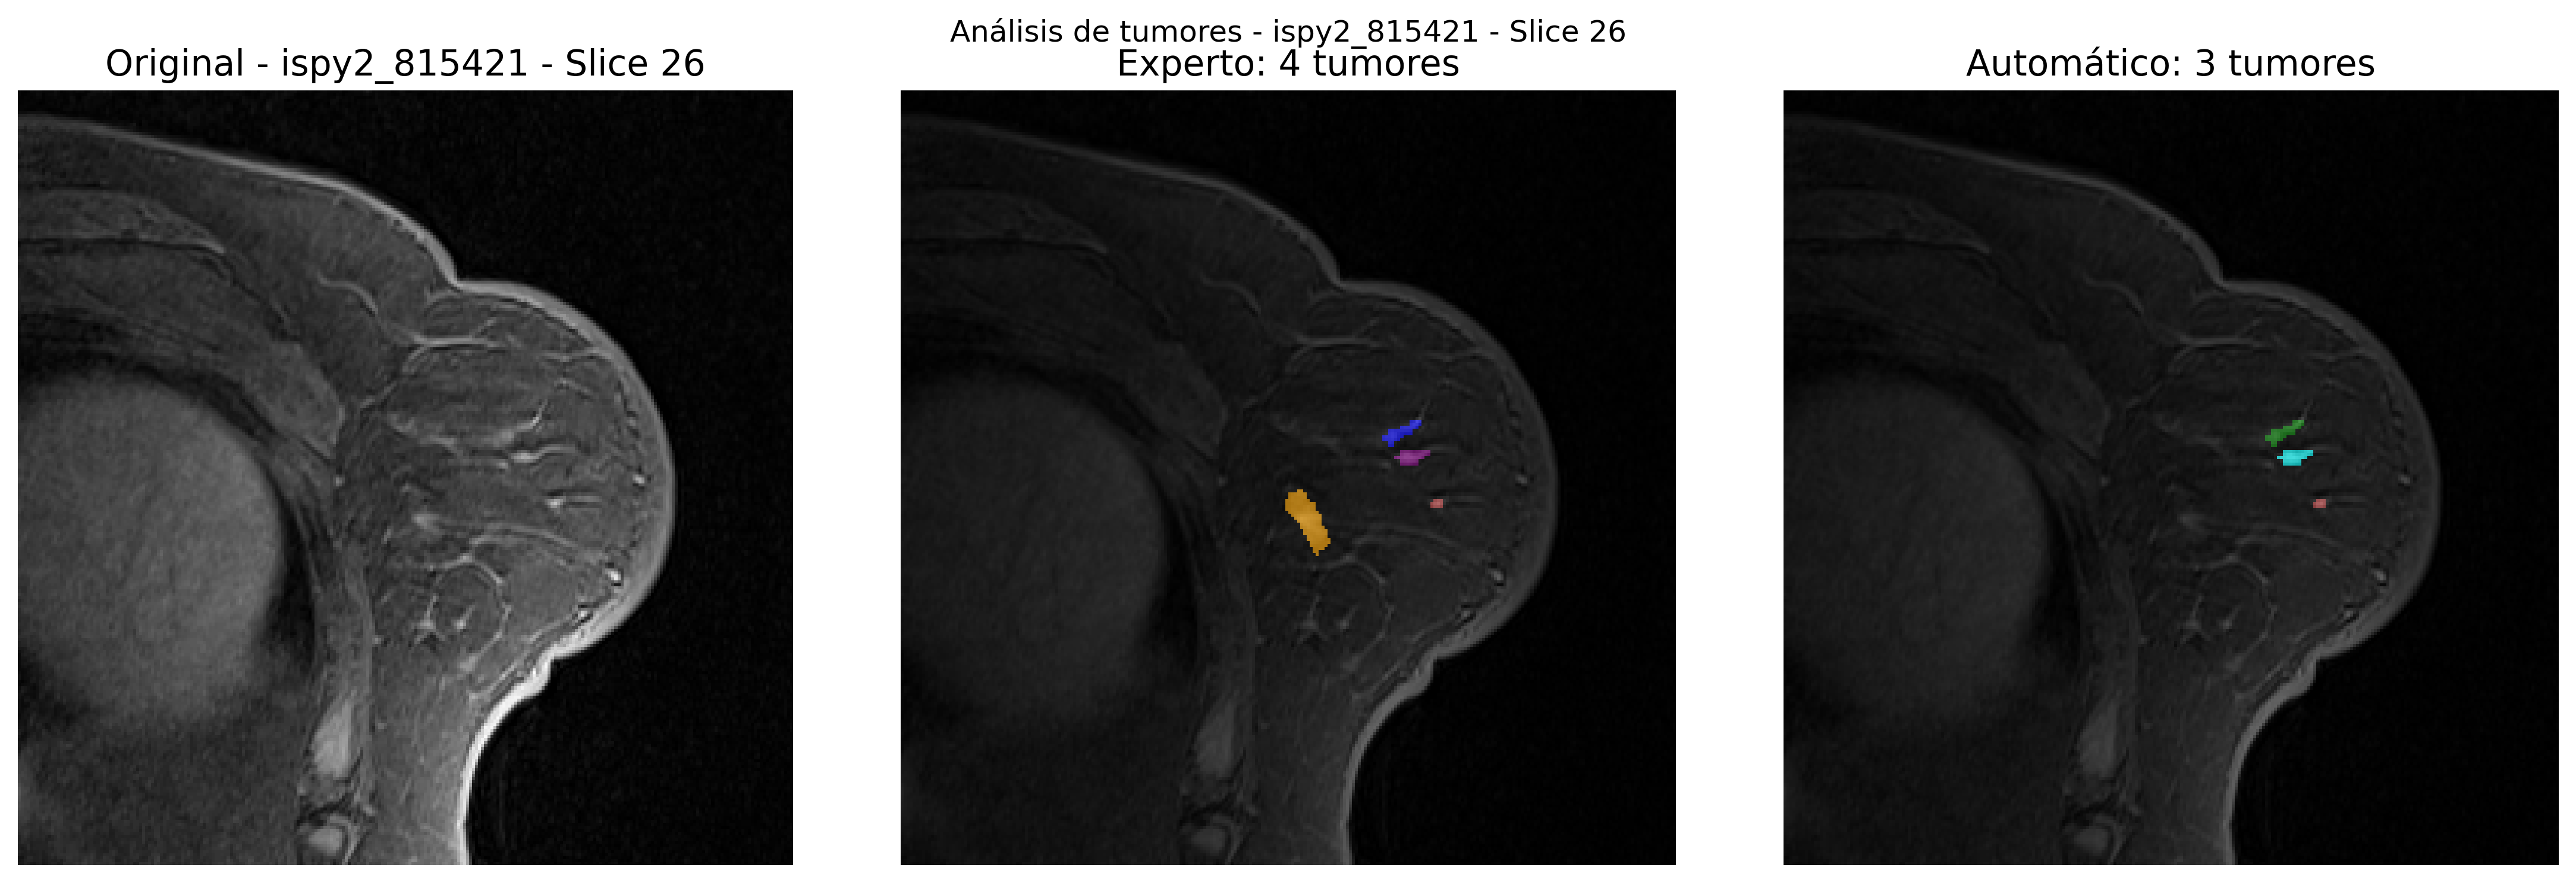 Análisis de tumores - ispy2_815421 - Slice 26
Original - ispy2_815421 - Slice 26
Experto: 4 tumores
Automático: 3 tumores